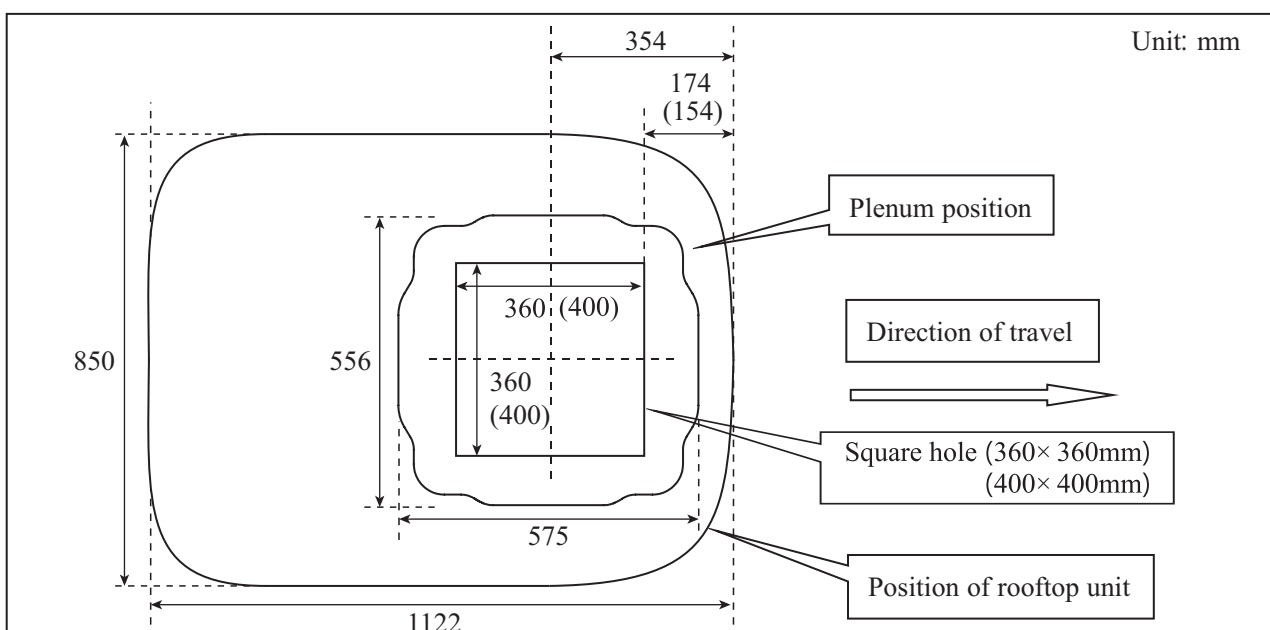 354
Unit: mm
174
(154)
Plenum position
360 (400)
Direction of travel
850
556
360
(400)
Square hole (360× 360mm)
(400× 400mm)
575
Position of rooftop unit
1122